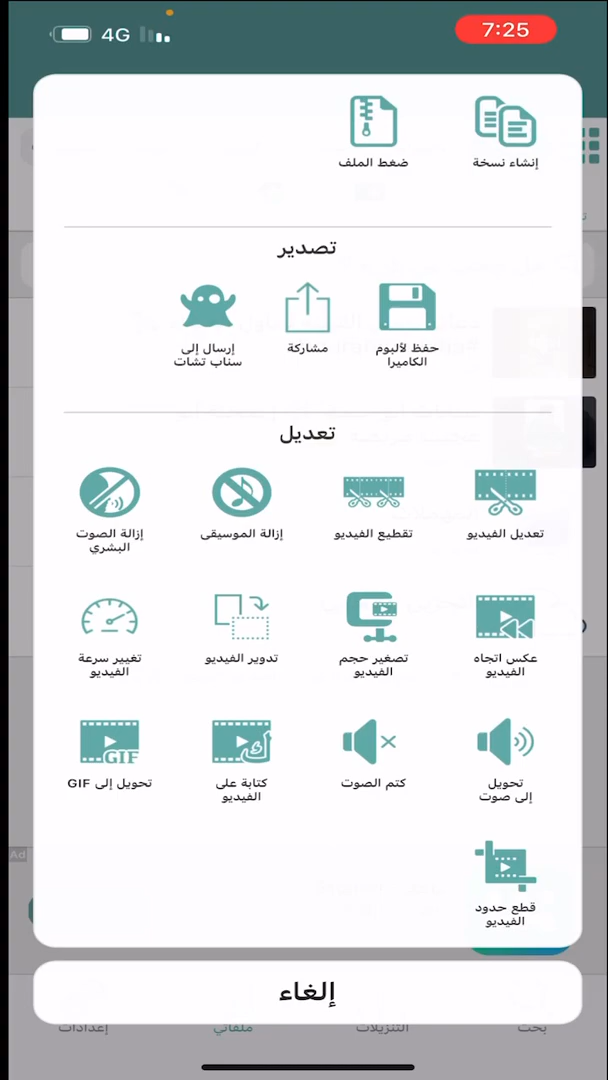 4G
7:25
إنشاء نسخة
ضغط الملف
تصدير
حفظ لألبوم
الكاميرا
مشاركة
إرسال إلى
سناب تشات
تعديل
تعديل الفيديو
تقطيع الفيديو
إزالة الموسيقى
إزالة الصوت
البشري
عكس اتجاه
الفيديو
تصغير حجم
الفيديو
تدوير الفيديو
تغيير سرعة
الفيديو
تحويل
إلى صوت
كتم الصوت
كتابة على
الفيديو
ك
تحويل إلى GIF
GIF
قطع حدود
الفيديو
Ad
إلغاء
بحث
التنزيلات
ملفاتي
إعدادات